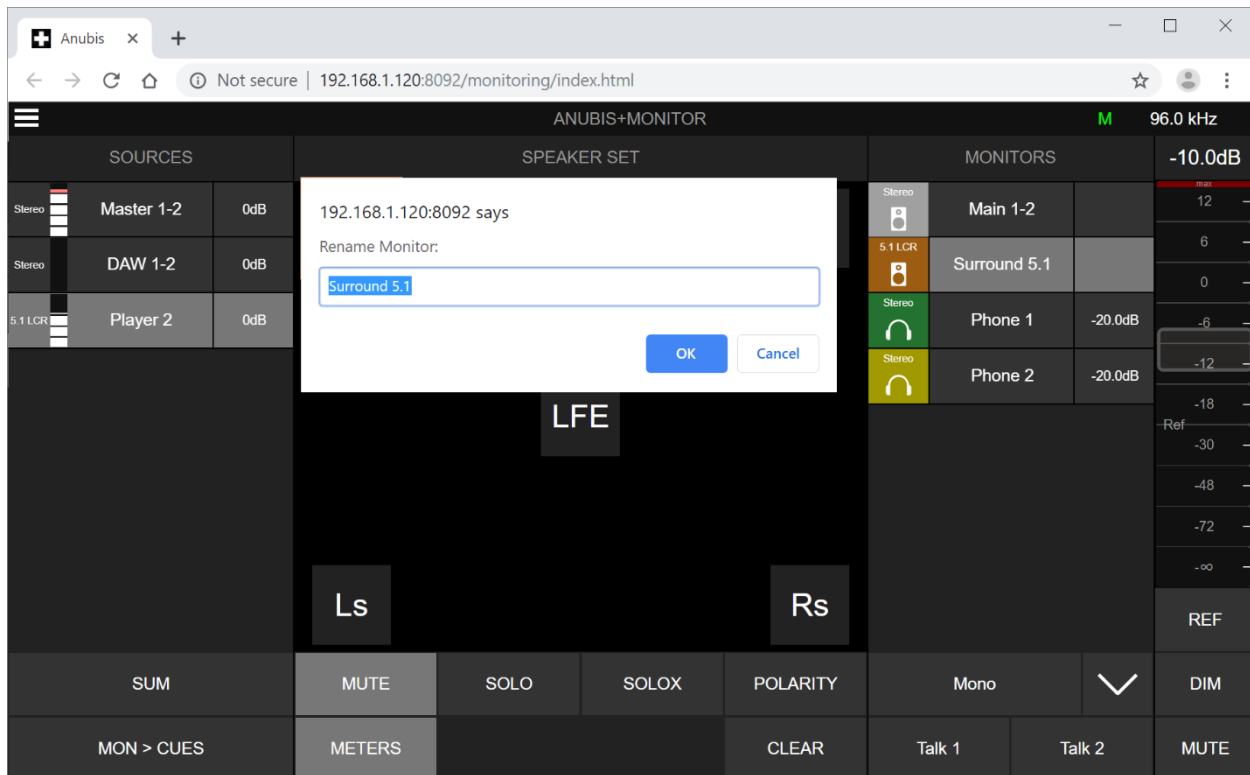 Anubis
Not secure | 192.168.1.120:8092/monitoring/index.html
ANUBIS+MONITOR
M
96.0 kHz
SOURCES
SPEAKER SET
MONITORS
-10.0dB
Stereo
Master 1-2
0dB
Stereo
DAW 1-2
0dB
5.1 LCR
Player 2
0dB
192.168.1.120:8092 says
Rename Monitor:
Surround 5.1
OK
Cancel
LFE
Ls
Rs
Stereo
Main 1-2
5.1 LCR
Surround 5.1
Stereo
Phone 1
-20.0dB
Stereo
Phone 2
-20.0dB
max
12
6
0
-6
-12
-18
Ref
-30
-48
-72
-∞
REF
SUM
MUTE
SOLO
SOLOX
POLARITY
Mono
DIM
MON > CUES
METERS
CLEAR
Talk 1
Talk 2
MUTE